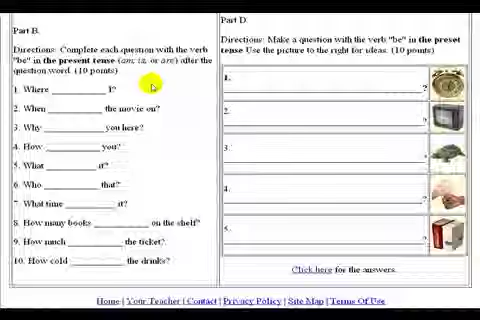 Part B.
Directions: Complete each question with the verb
"be" in the present tense (am, is, or are) after the
question word. (10 points)
1. Where __________ I?
2. When __________ the movie on?
3. Why __________ you here?
4. How __________ you?
5. What __________ it?
6. Who __________ that?
7. What time __________ it?
8. How many books __________ on the shelf?
9. How much __________ the ticket?
10. How cold __________ the drinks?
Part D.
Directions: Make a question with the verb "be" in the preset
tense Use the picture to the right for ideas. (10 points)
1.
?
2.
?
3.
?
4.
?
5.
?
Click here for the answers.
Home | Your Teacher | Contact | Privacy Policy | Site Map | Terms Of Use